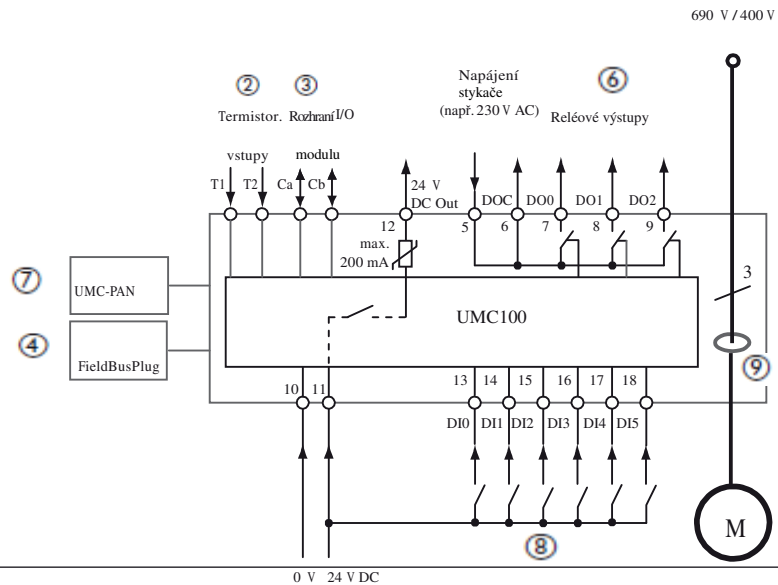 690 V / 400 V
② ③ Napájení ⑥
stykače
(např. 230 V AC)
Termistor. Rozhraní I/O Reléové výstupy
vstupy modulu
T1 T2 Ca Cb 24 V
DC Out DOC DO0 DO1 DO2
12 5 6 7 8 9
max.
200 mA
3
⑦ UMC-PAN
UMC100
④ FieldBusPlug
⑨
10 11 13 14 15 16 17 18
DI0 DI1 DI2 DI3 DI4 DI5
M
⑧
0 V 24 V DC